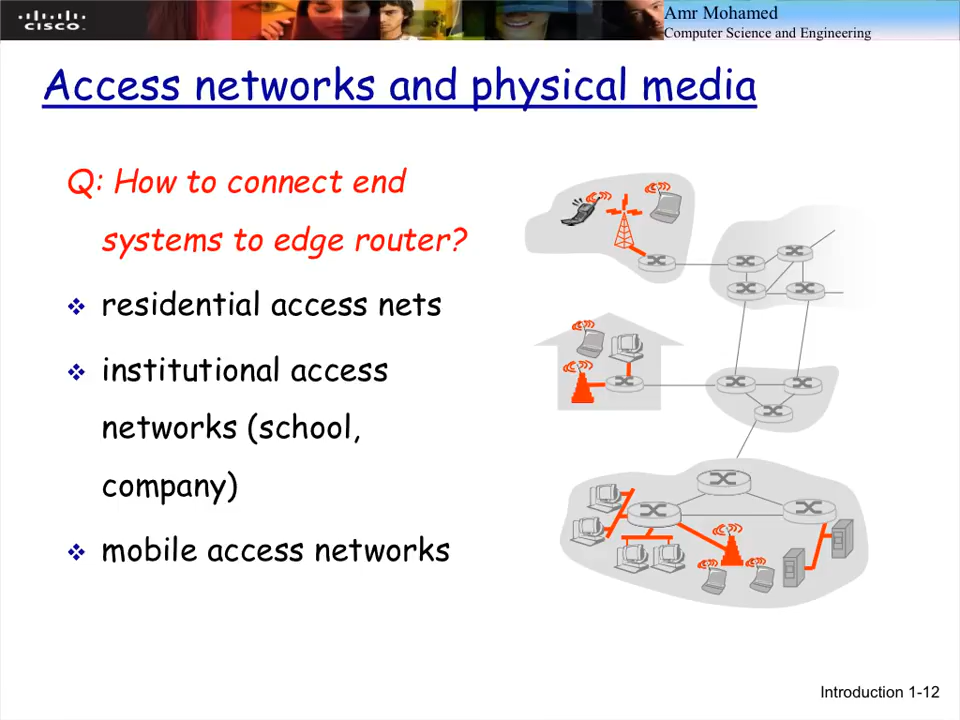 CISCO
Amr Mohamed
Computer Science and Engineering
Access networks and physical media
Q: How to connect end
systems to edge router?
❖ residential access nets
❖ institutional access
networks (school,
company)
❖ mobile access networks
Introduction 1-12